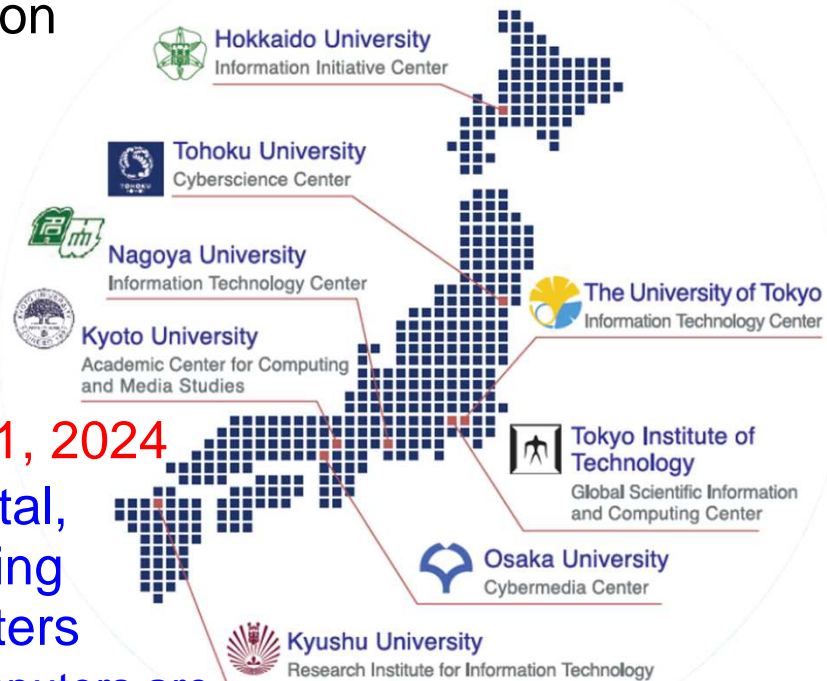 on
Hokkaido University
Information Initiative Center
Tohoku University
Cyberscience Center
TOHOKU
Nagoya University
Information Technology Center
The University of Tokyo
Information Technology Center
Kyoto University
Academic Center for Computing
and Media Studies
1, 2024
Tokyo Institute of
Technology
Global Scientific Information
and Computing Center
tal,
ing
ters
Osaka University
Cybermedia Center
Kyushu University
Research Institute for Information Technology
puters are